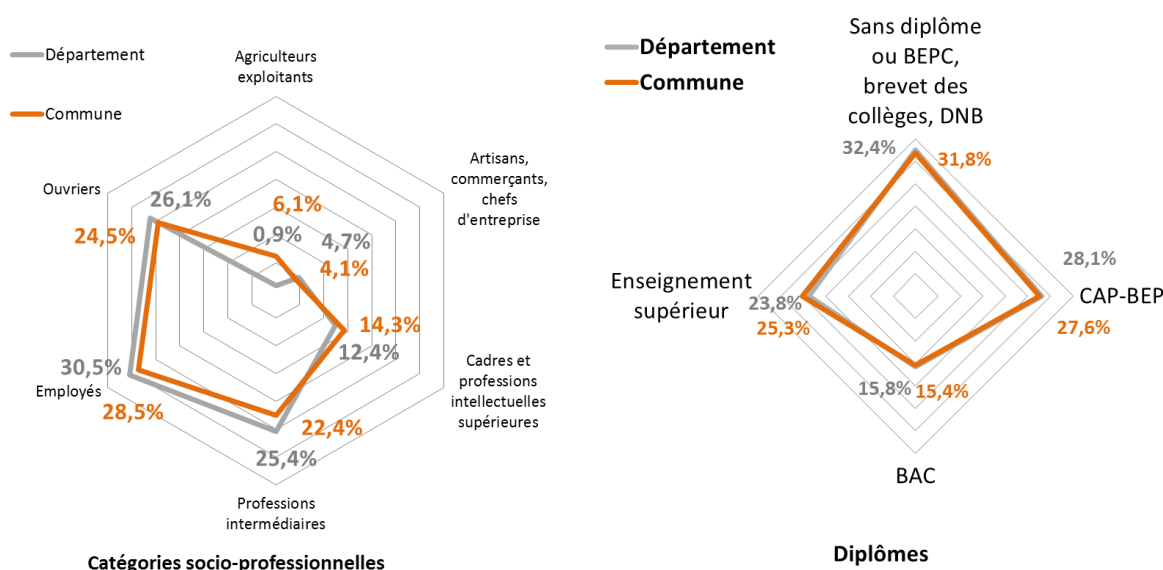 Département
Commune
Agriculteurs
exploitants
Artisans,
commerçants,
chefs
d'entreprise
Cadres et
professions
intellectuelles
supérieures
Professions
intermédiaires
Employés
Ouvriers
6,1%
0,9%
4,7%
4,1%
14,3%
12,4%
22,4%
25,4%
30,5%
28,5%
26,1%
24,5%
Catégories socio-professionnelles
Département
Commune
Sans diplôme
ou BEPC,
brevet des
collèges, DNB
32,4%
31,8%
28,1%
CAP-BEP
27,6%
15,8%
15,4%
BAC
Enseignement
supérieur
23,8%
25,3%
Diplômes